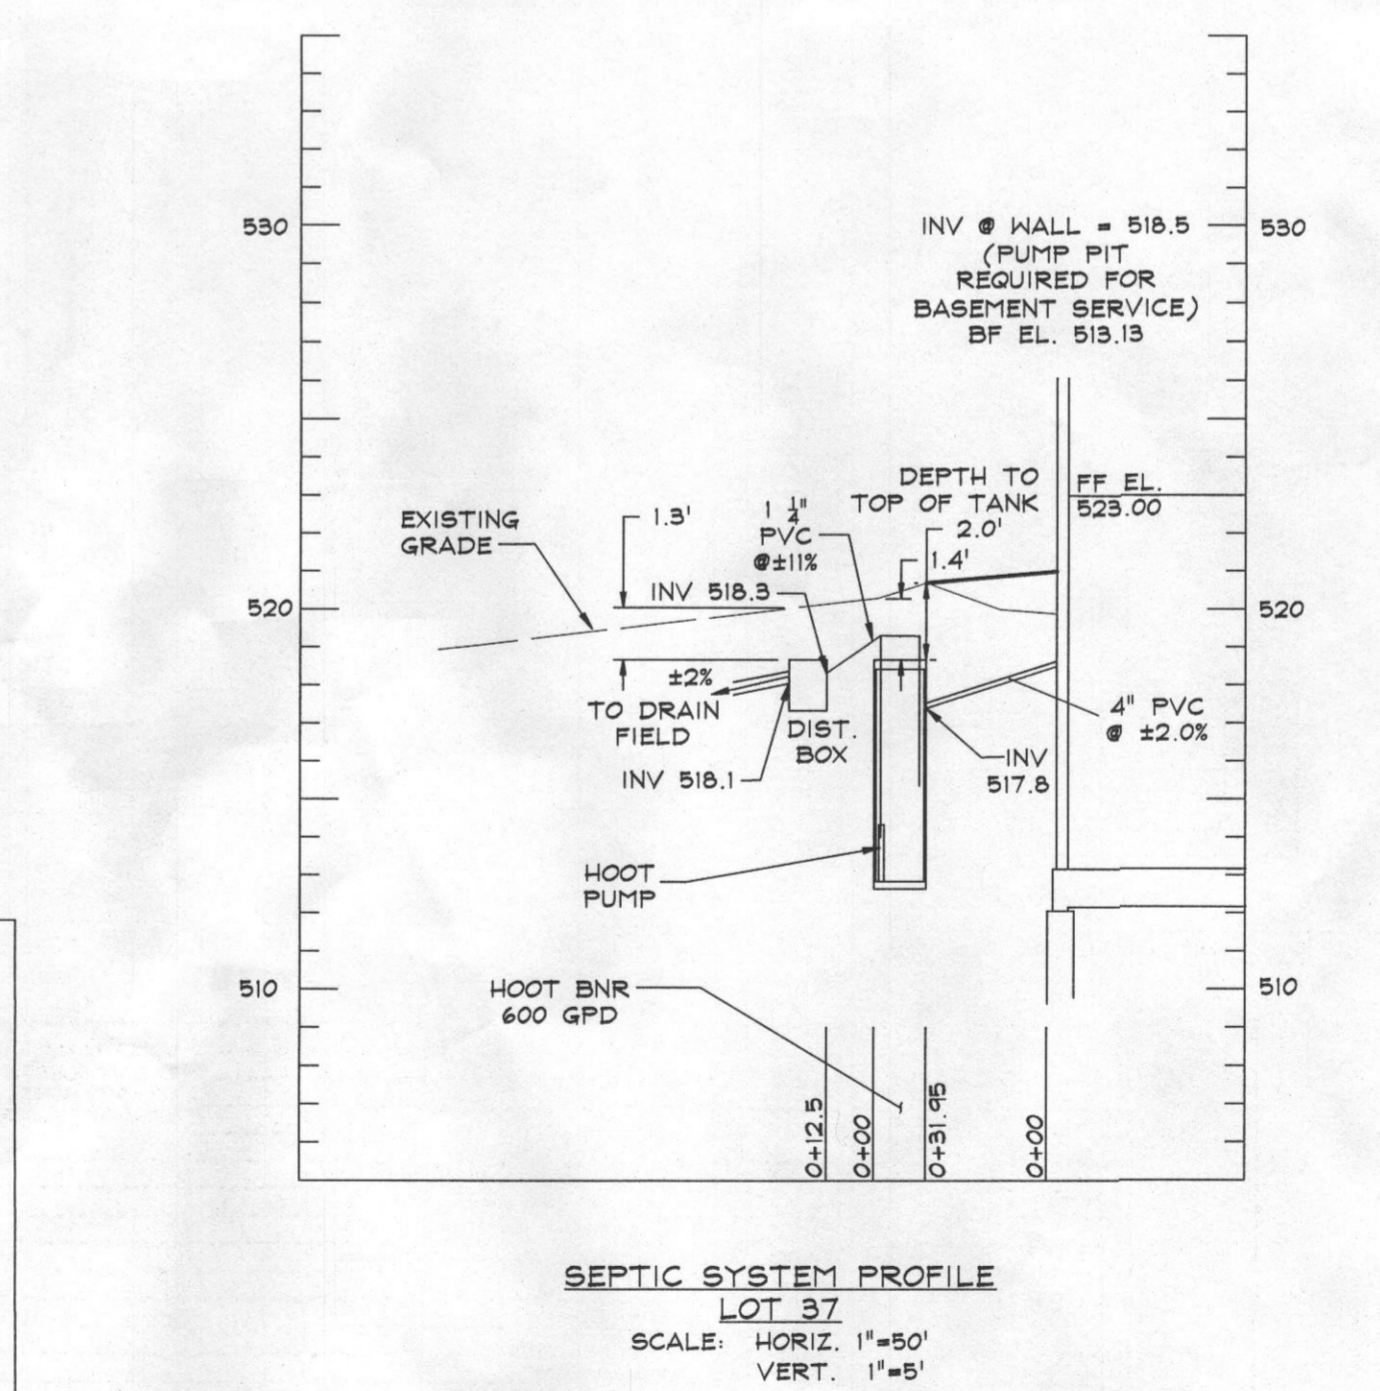 530
INV @ WALL = 518.5
(PUMP PIT
REQUIRED FOR
BASEMENT SERVICE)
BF EL. 513.13
530
DEPTH TO
TOP OF TANK
2.0'
1.4'
FF EL.
523.00
EXISTING
GRADE
1.3'
1 1/4"
PVC
@±11%
INV 518.3
520
520
±2%
TO DRAIN
FIELD
DIST.
BOX
INV 518.1
INV
517.8
4" PVC
@ ±2.0%
HOOT
PUMP
510
HOOT BNR
600 GPD
510
0+12.5
0+00
0+31.95
0+00
SEPTIC SYSTEM PROFILE
LOT 37
SCALE: HORIZ. 1"=50'
VERT. 1"=5'